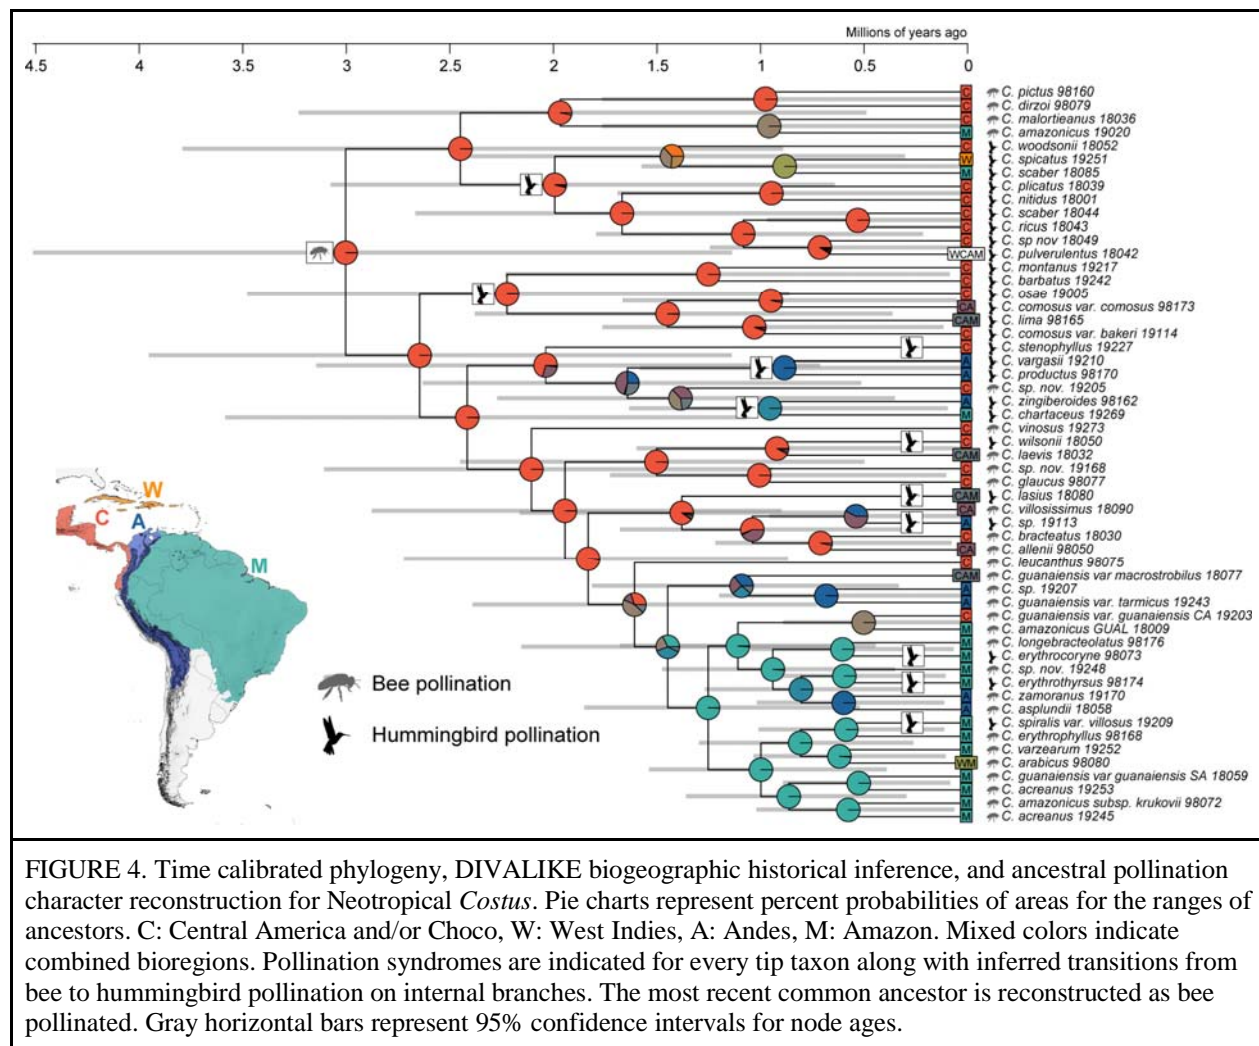 Millions of years ago
4.5 4 3.5 3 2.5 2 1.5 1 0.5 0
C C. pictus 98160
C C. dirzoi 98079
C C. malortieanus 18036
M C. amazonicus 19020
C C. woodsonii 18052
W C. spicatus 19251
M C. scaber 18085
C C. plicatus 18039
C C. nitidus 18001
C C. scaber 18044
C C. ricus 18043
C C. sp nov 18049
WCAM C. pulverulentus 18042
C C. montanus 19217
C C. barbatus 19242
C C. osae 19005
CA C. comosus var. comosus 98173
CAM C. lima 98165
C C. comosus var. bakeri 19114
C C. stenophyllus 19227
A C. vargasii 19210
A C. productus 98170
C C. sp. nov. 19205
A C. zingiberoides 98162
M C. chartaceus 19269
C C. vinosus 19273
C C. wilsonii 18050
CAM C. laevis 18032
C C. sp. nov. 19168
C C. glaucus 98077
CAM C. lasius 18080
CA C. villosissimus 18090
A C. sp. 19113
C C. bracteatus 18030
CA C. allenii 98050
C C. leucanthus 98075
CAM C. guanaiensis var macrostrobilus 18077
A C. sp. 19207
A C. guanaiensis var. tarmicus 19243
C C. guanaiensis var. guanaiensis CA 19203
M C. amazonicus GUAL 18009
M C. longebracteolatus 98176
M C. erythrocoryne 98073
M C. sp. nov. 19248
M C. erythrothyrsus 98174
A C. zamoranus 19170
A C. asplundii 18058
M C. spiralis var. villosus 19209
M C. erythrophyllus 98168
M C. varzearum 19252
WM C. arabicus 98080
M C. guanaiensis var guanaiensis SA 18059
M C. acreanus 19253
M C. amazonicus subsp. krukovii 98072
M C. acreanus 19245
W
C A
M
Bee pollination
Hummingbird pollination
FIGURE 4. Time calibrated phylogeny, DIVALIKE biogeographic historical inference, and ancestral pollination
character reconstruction for Neotropical Costus. Pie charts represent percent probabilities of areas for the ranges of
ancestors. C: Central America and/or Choco, W: West Indies, A: Andes, M: Amazon. Mixed colors indicate
combined bioregions. Pollination syndromes are indicated for every tip taxon along with inferred transitions from
bee to hummingbird pollination on internal branches. The most recent common ancestor is reconstructed as bee
pollinated. Gray horizontal bars represent 95% confidence intervals for node ages.